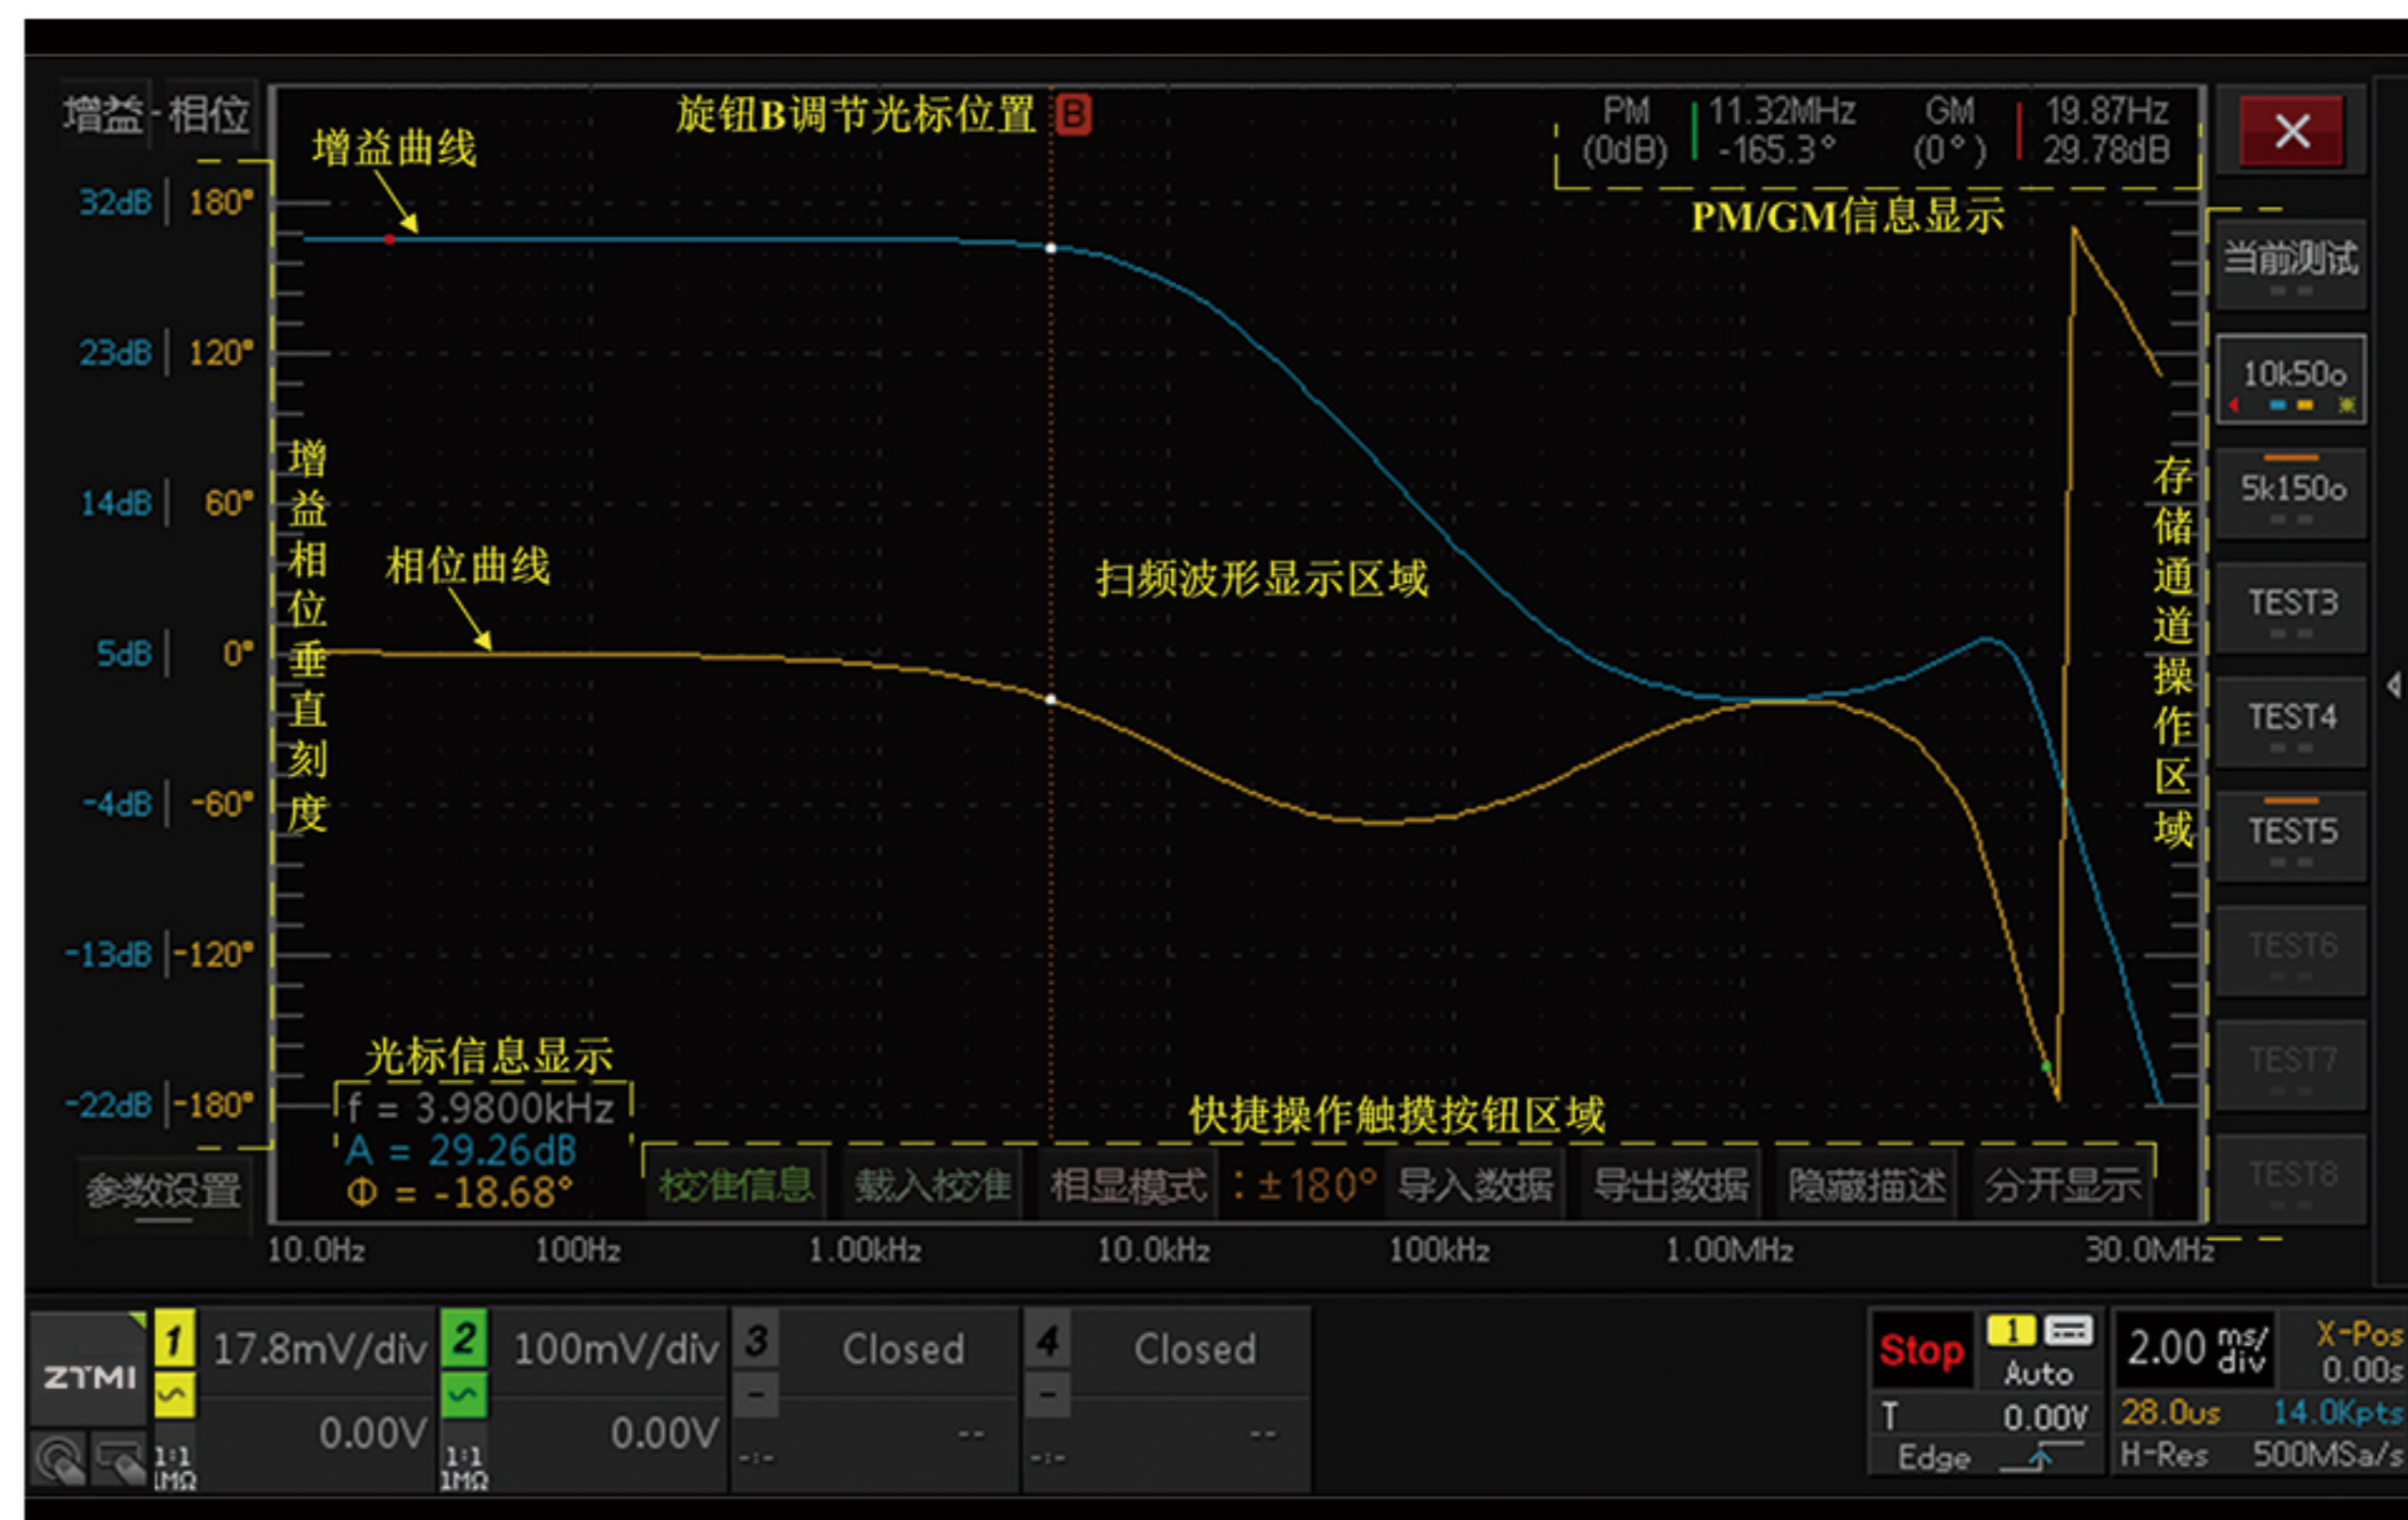 增益-相位
旋钮B调节光标位置 B
PM 11.32MHz GM 19.87Hz
(0dB) -165.3° (0°) 29.78dB
PM/GM信息显示
增益曲线
相位曲线
扫频波形显示区域
32dB 180°
23dB 120°
14dB 60°
5dB 0°
-4dB -60°
-13dB -120°
-22dB -180°
增益相位垂直刻度
存储通道操作区域
当前测试
10k50o
5k150o
TEST3
TEST4
TEST5
TEST6
TEST7
TEST8
光标信息显示
f = 3.9800kHz
A = 29.26dB
Φ = -18.68°
快捷操作触摸按钮区域
参数设置
校准信息 载入校准 相显模式 :±180° 导入数据 导出数据 隐藏描述 分开显示
10.0Hz 100Hz 1.00kHz 10.0kHz 100kHz 1.00MHz 30.0MHz
ZTMI
1 17.8mV/div
0.00V
1:1
1MΩ
2 100mV/div
0.00V
1:1
1MΩ
3 Closed
--
-:-
4 Closed
--
-:-
Stop 1 Auto
T 0.00V
Edge
2.00 ms/div X-Pos
0.00s
28.0us 14.0Kpts
H-Res 500MSa/s